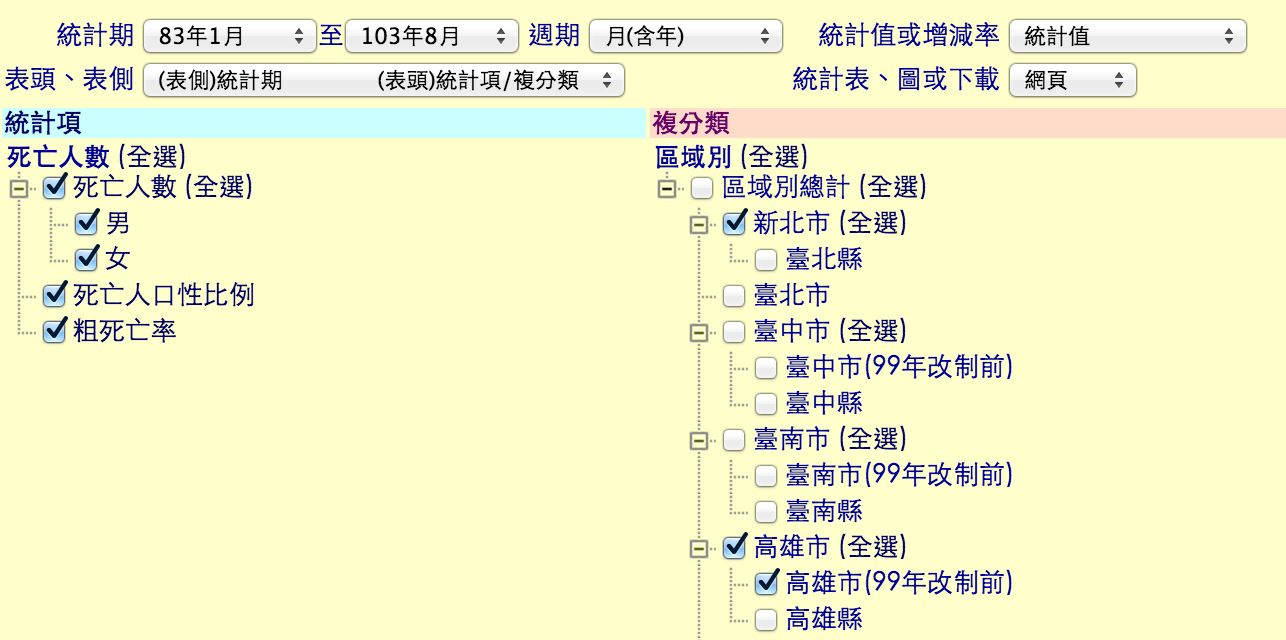 統計期 83年1月 至 103年8月 週期 月(含年) 統計值或增減率 統計值
表頭、表側 (表側)統計期 (表頭)統計項/複分類 統計表、圖或下載 網頁
統計項
死亡人數 (全選)
死亡人數 (全選)
男
女
死亡人口性比例
粗死亡率
複分類
區域別 (全選)
區域別總計 (全選)
新北市 (全選)
臺北縣
臺北市
臺中市 (全選)
臺中市(99年改制前)
臺中縣
臺南市 (全選)
臺南市(99年改制前)
臺南縣
高雄市 (全選)
高雄市(99年改制前)
高雄縣